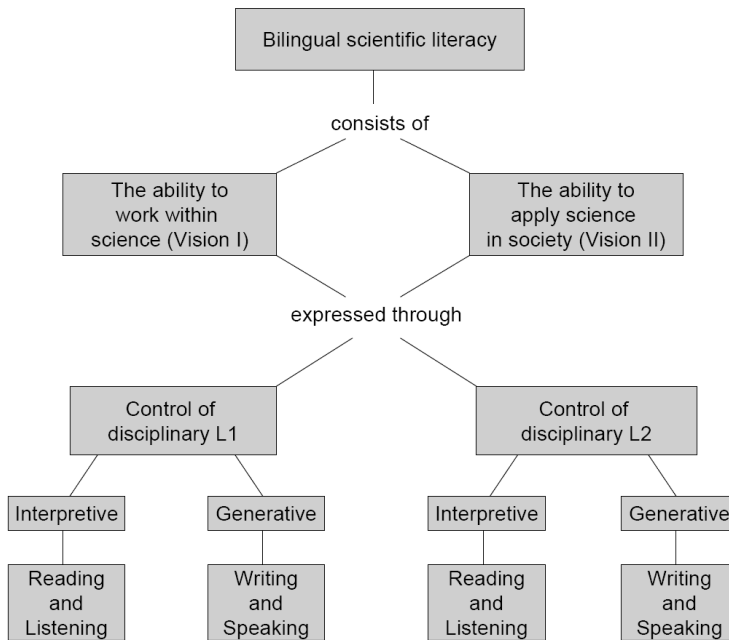 Bilingual scientific literacy
consists of
The ability to
work within
science (Vision I)
The ability to
apply science
in society (Vision II)
expressed through
Control of
disciplinary L1
Control of
disciplinary L2
Interpretive
Generative
Interpretive
Generative
Reading
and
Listening
Writing
and
Speaking
Reading
and
Listening
Writing
and
Speaking